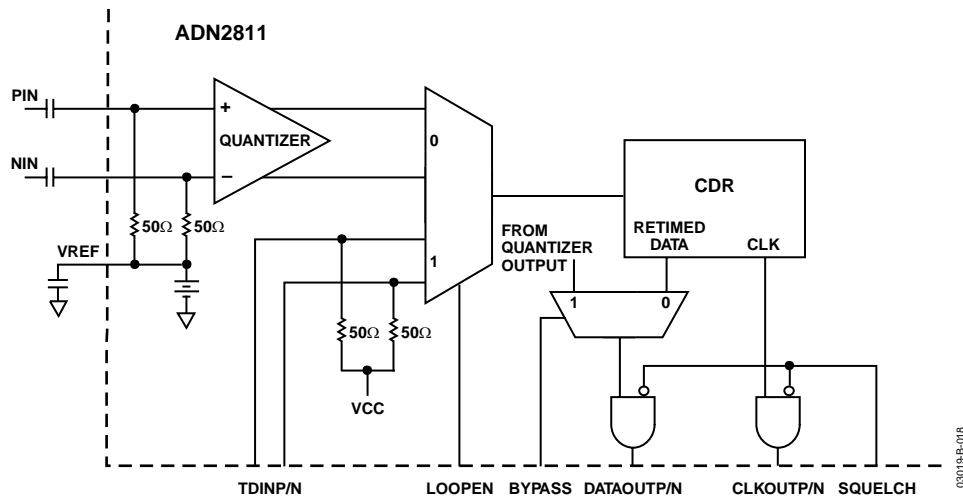 ADN2811
PIN
+
QUANTIZER
NIN
−
50Ω
50Ω
VREF
0
1
50Ω
50Ω
VCC
CDR
RETIMED
DATA
CLK
FROM
QUANTIZER
OUTPUT
1
0
TDINP/N
LOOPEN
BYPASS
DATAOUTP/N
CLKOUTP/N
SQUELCH
03019-B-018